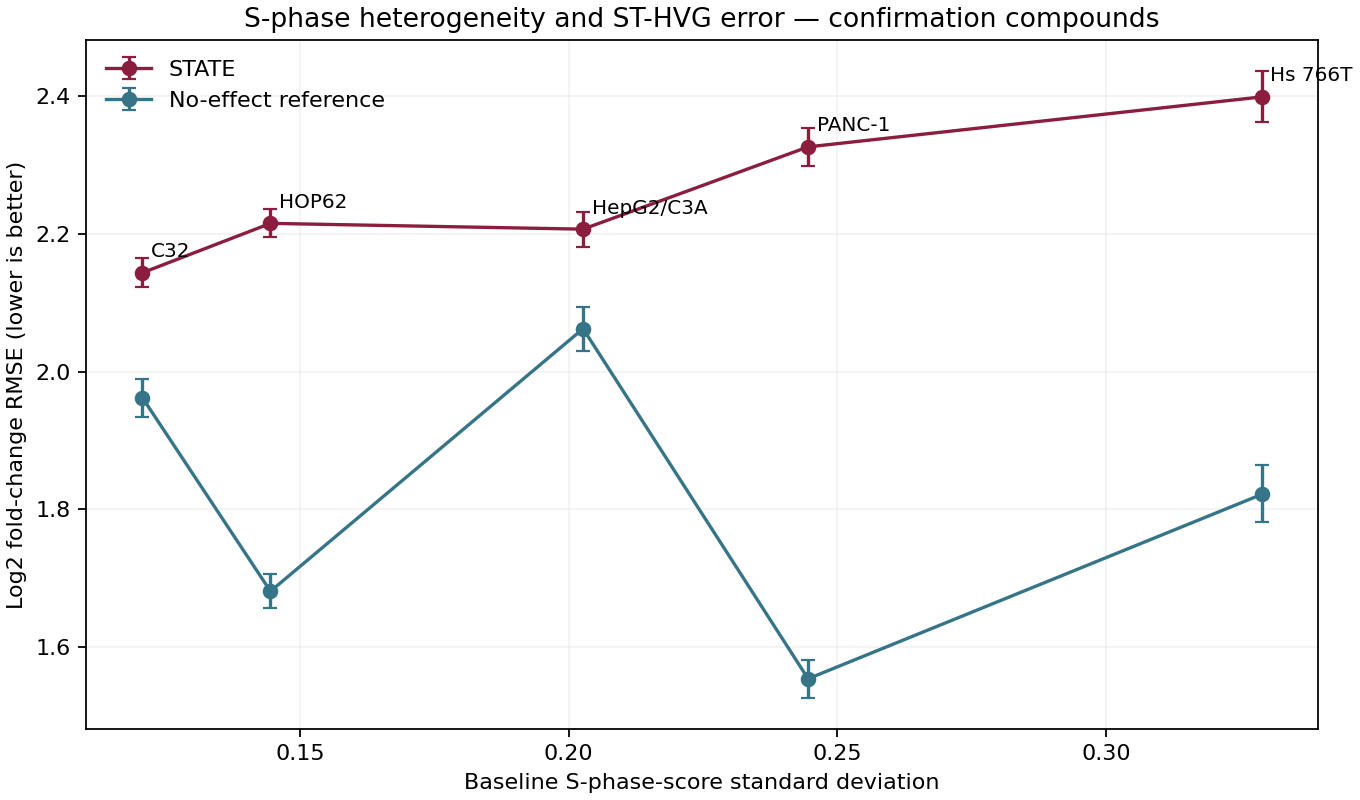 S-phase heterogeneity and ST-HVG error — confirmation compounds
STATE
No-effect reference
Log2 fold-change RMSE (lower is better)
2.4
2.2
2.0
1.8
1.6
C32
HOP62
HepG2/C3A
PANC-1
Hs 766T
0.15
0.20
0.25
0.30
Baseline S-phase-score standard deviation